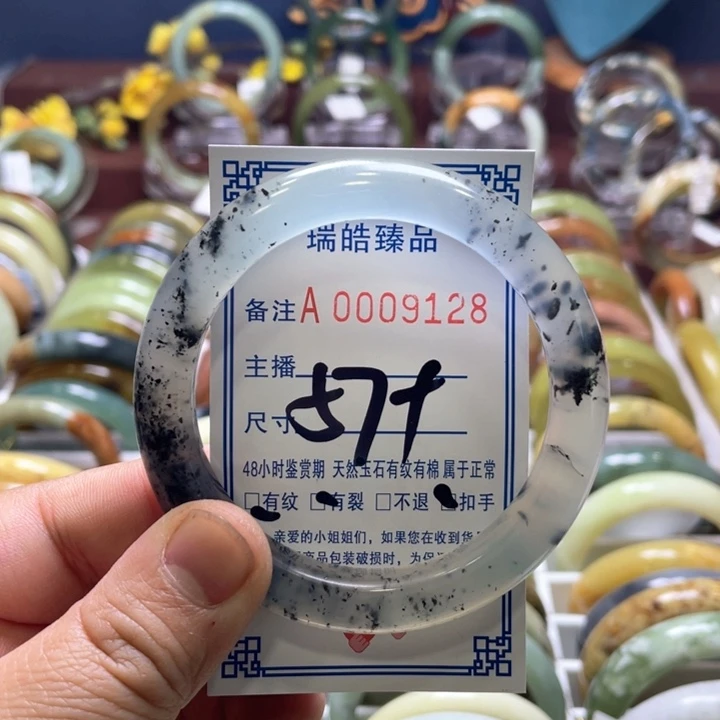 瑞皓臻品
备注A 0009128
主播
尺寸 57+
48小时鉴赏期 天然玉石有纹有棉属于正常
□有纹 □有裂 □不退 □扣手
亲爱的小姐姐们，如果您在收到货
商品包装破损时，为保